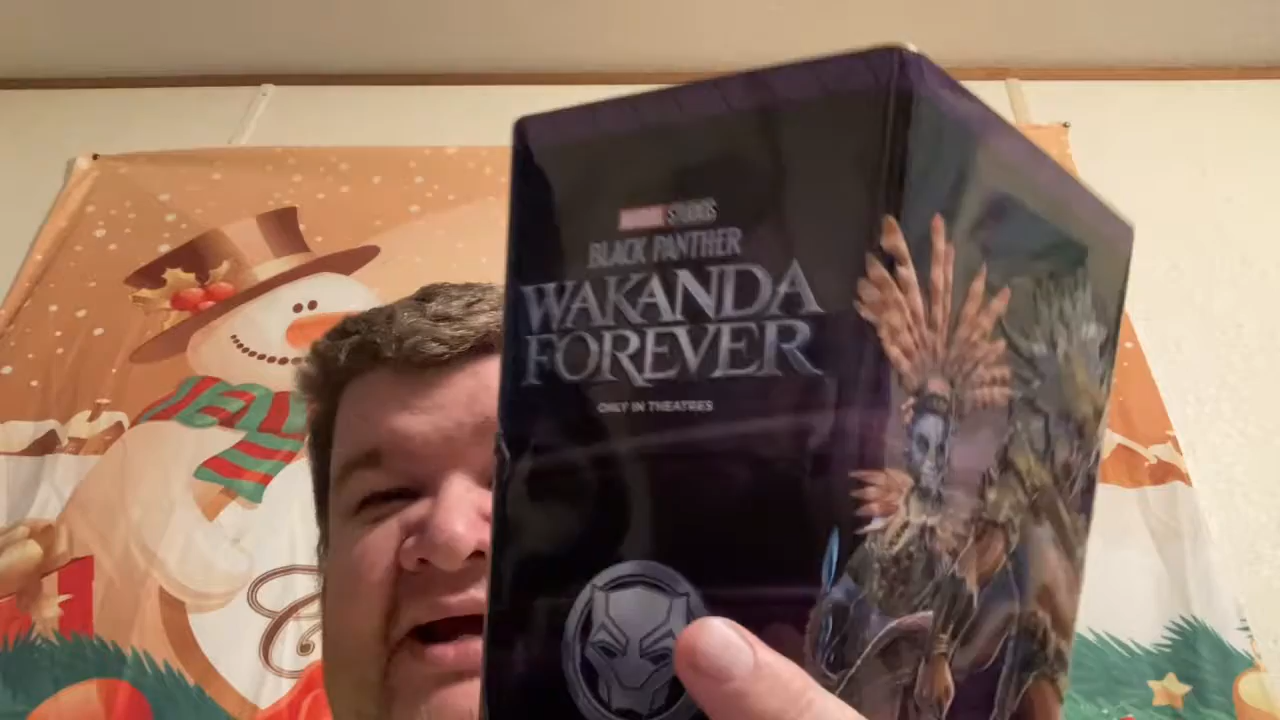 MARVEL STUDIOS
BLACK PANTHER
WAKANDA
FOREVER
ONLY IN THEATRES